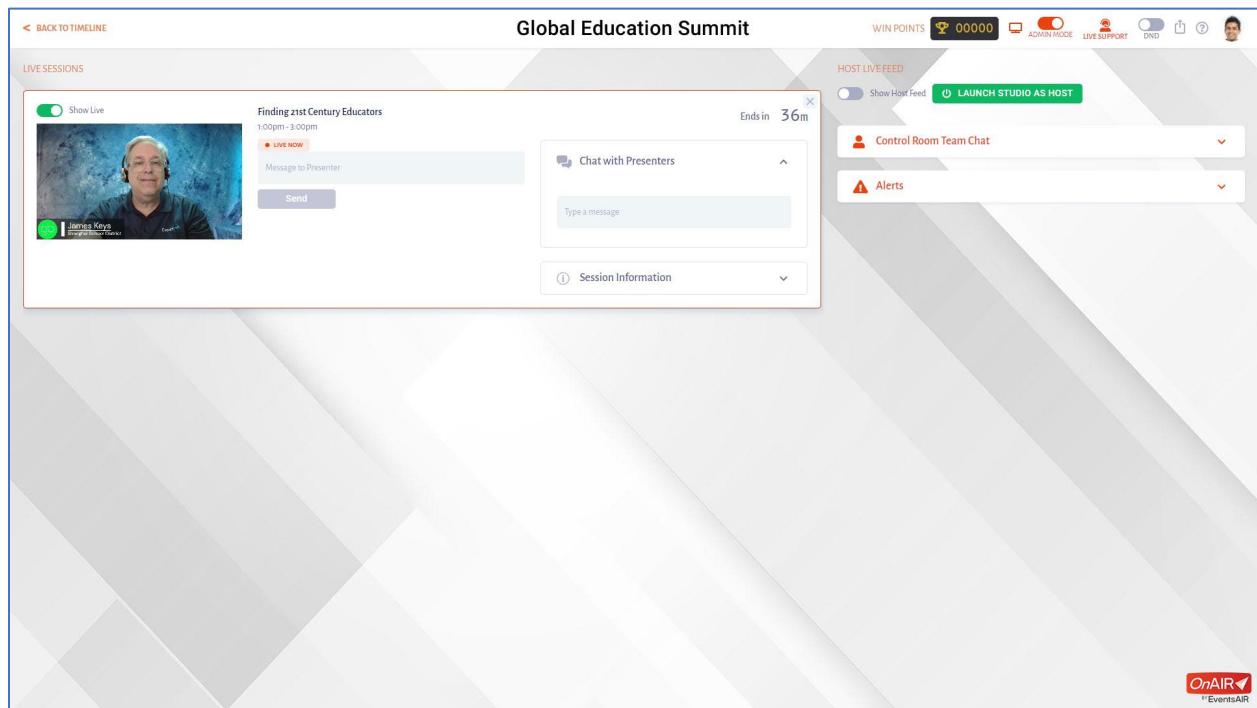 < BACK TO TIMELINE
Global Education Summit
WIN POINTS 00000
ADMIN MODE
LIVE SUPPORT
DND
LIVE SESSIONS
Show Live
James Keys
Finding 21st Century Educators
1:00pm - 3:00pm
LIVE NOW
Message to Presenter
Send
Ends in 36m
Chat with Presenters
Type a message
Session Information
HOST LIVE FEED
Show Host Feed
LAUNCH STUDIO AS HOST
Control Room Team Chat
Alerts
OnAIR
BY EventsAIR